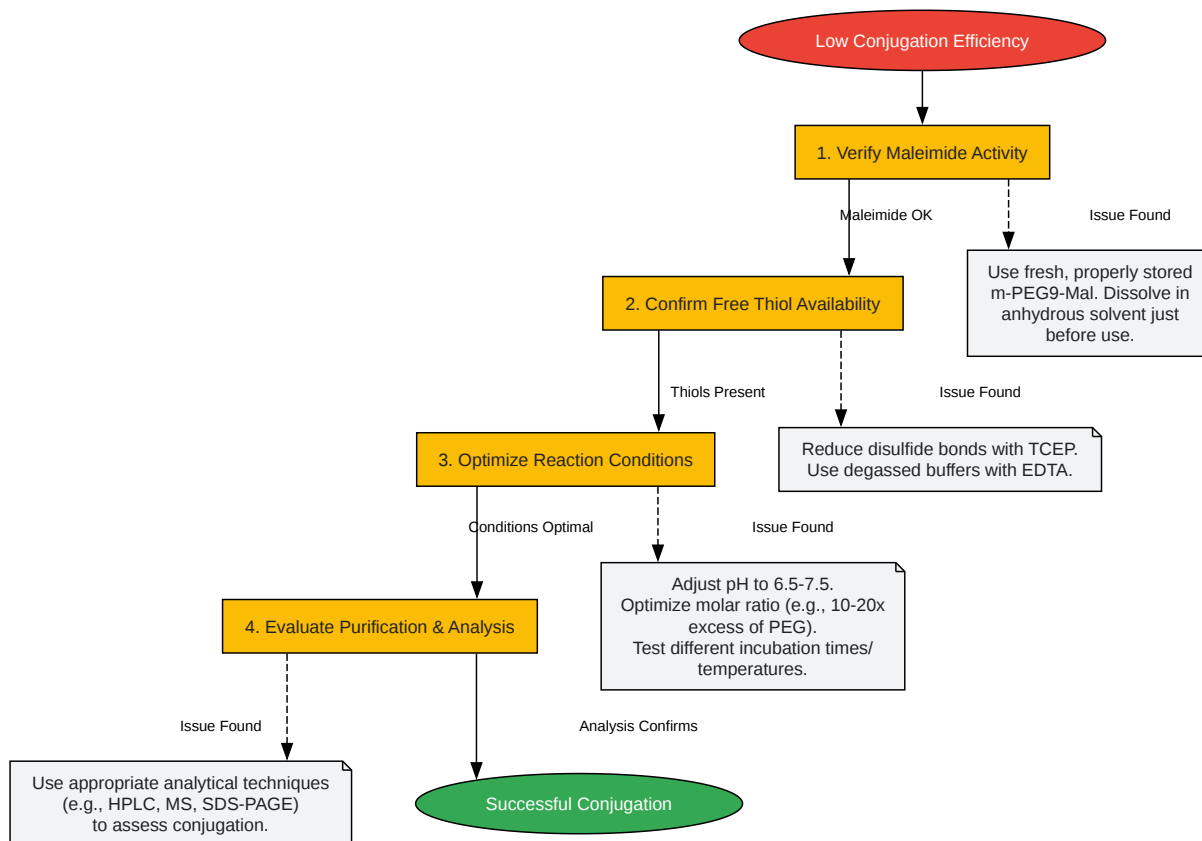 Low Conjugation Efficiency
1. Verify Maleimide Activity
Maleimide OK
Issue Found
Use fresh, properly stored
m-PEG9-Mal. Dissolve in
anhydrous solvent just
before use.
2. Confirm Free Thiol Availability
Thiols Present
Issue Found
Reduce disulfide bonds with TCEP.
Use degassed buffers with EDTA.
3. Optimize Reaction Conditions
Conditions Optimal
Issue Found
Adjust pH to 6.5-7.5.
Optimize molar ratio (e.g., 10-20x
excess of PEG).
Test different incubation times/
temperatures.
4. Evaluate Purification & Analysis
Issue Found
Analysis Confirms
Use appropriate analytical techniques
(e.g., HPLC, MS, SDS-PAGE)
to assess conjugation.
Successful Conjugation